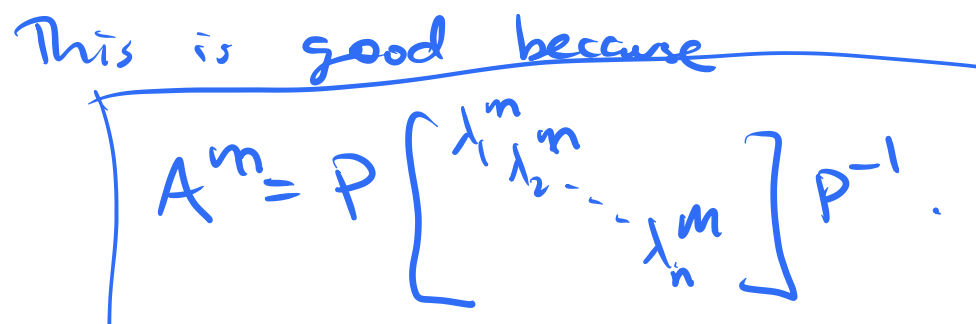 This is good because
A^m = P [λ_1^m λ_2^m - - - λ_n^m] P^{-1}.